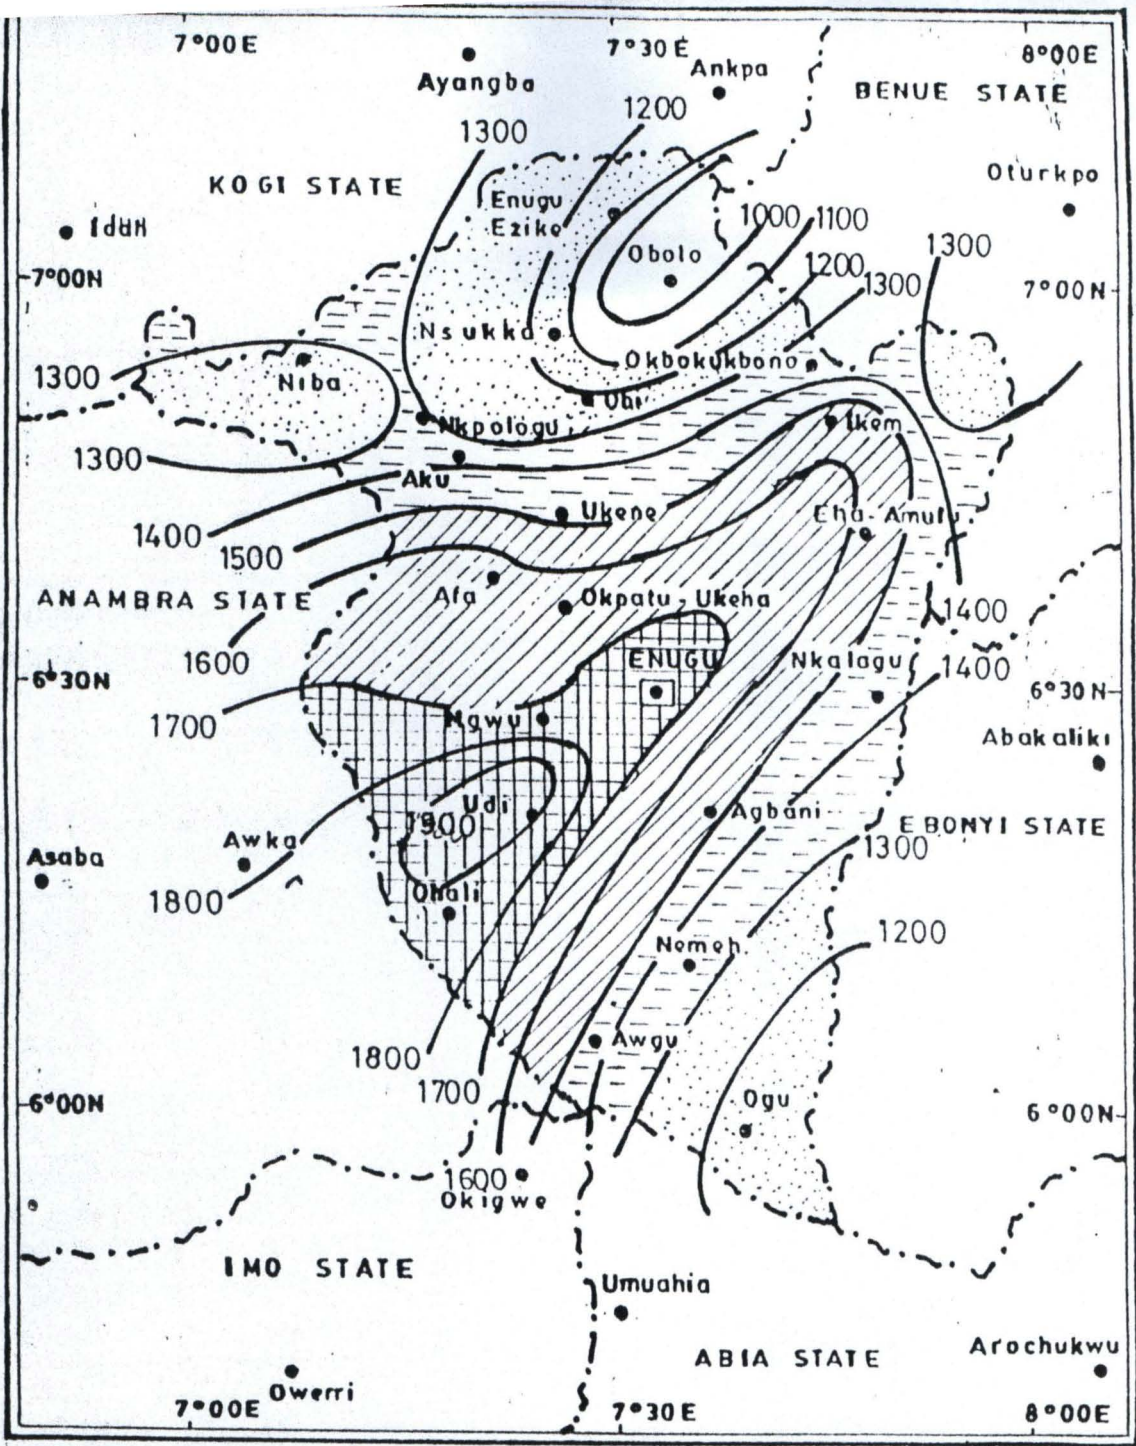 7°00E
7°30E
8°00E
Ayangba
Ankpa
BENUE STATE
1200
1300
KOGI STATE
Oturkpo
Enugu
Ezike
1000
1100
Idah
Obolo
1300
7°00N
1200
1300
7°00N
Nsukka
Okbokukbono
1300
Niba
Ubi
Nkpologu
Ikem
1300
Aku
Ukene
Eha-Amufu
1400
1500
Afa
Okpatu-Ukeha
1400
ANAMBRA STATE
1600
ENUGU
Nkalagu
1400
6°30N
6°30N
1700
Ngwu
Abakaliki
Udi
1900
Agbani
EBONYI STATE
Awka
1300
Asaba
1800
Ohali
1200
Nemeh
Awgu
1800
1700
Ogu
6°00N
6°00N
1600
Okigwe
IMO STATE
Umuahia
ABIA STATE
Arochukwu
Owerri
7°00E
7°30E
8°00E